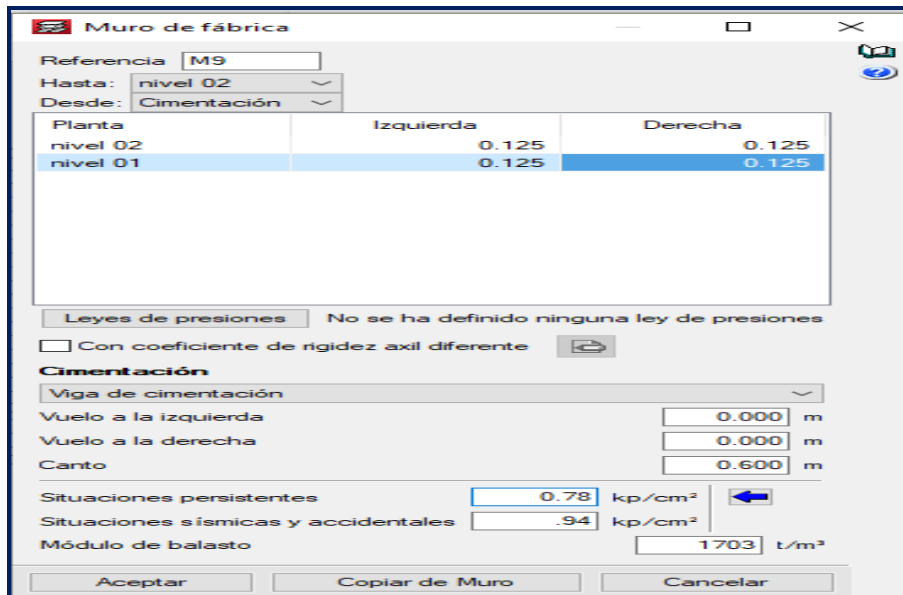 Muro de fábrica
Referencia M9
Hasta: nivel 02
Desde: Cimentación
Planta Izquierda Derecha
nivel 02 0.125 0.125
nivel 01 0.125 0.125
Leyes de presiones No se ha definido ninguna ley de presiones
Con coeficiente de rigidez axil diferente
Cimentación
Viga de cimentación
Vuelo a la izquierda 0.000 m
Vuelo a la derecha 0.000 m
Canto 0.600 m
Situaciones persistentes 0.78 kp/cm²
Situaciones sísmicas y accidentales .94 kp/cm²
Módulo de balasto 1703 t/m³
Aceptar Copiar de Muro Cancelar